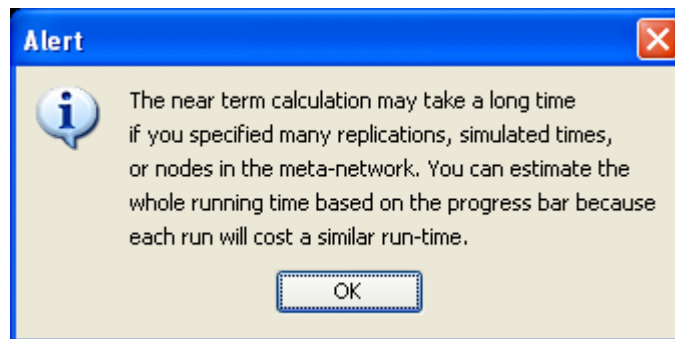 Alert
The near term calculation may take a long time
if you specified many replications, simulated times,
or nodes in the meta-network. You can estimate the
whole running time based on the progress bar because
each run will cost a similar run-time.
OK